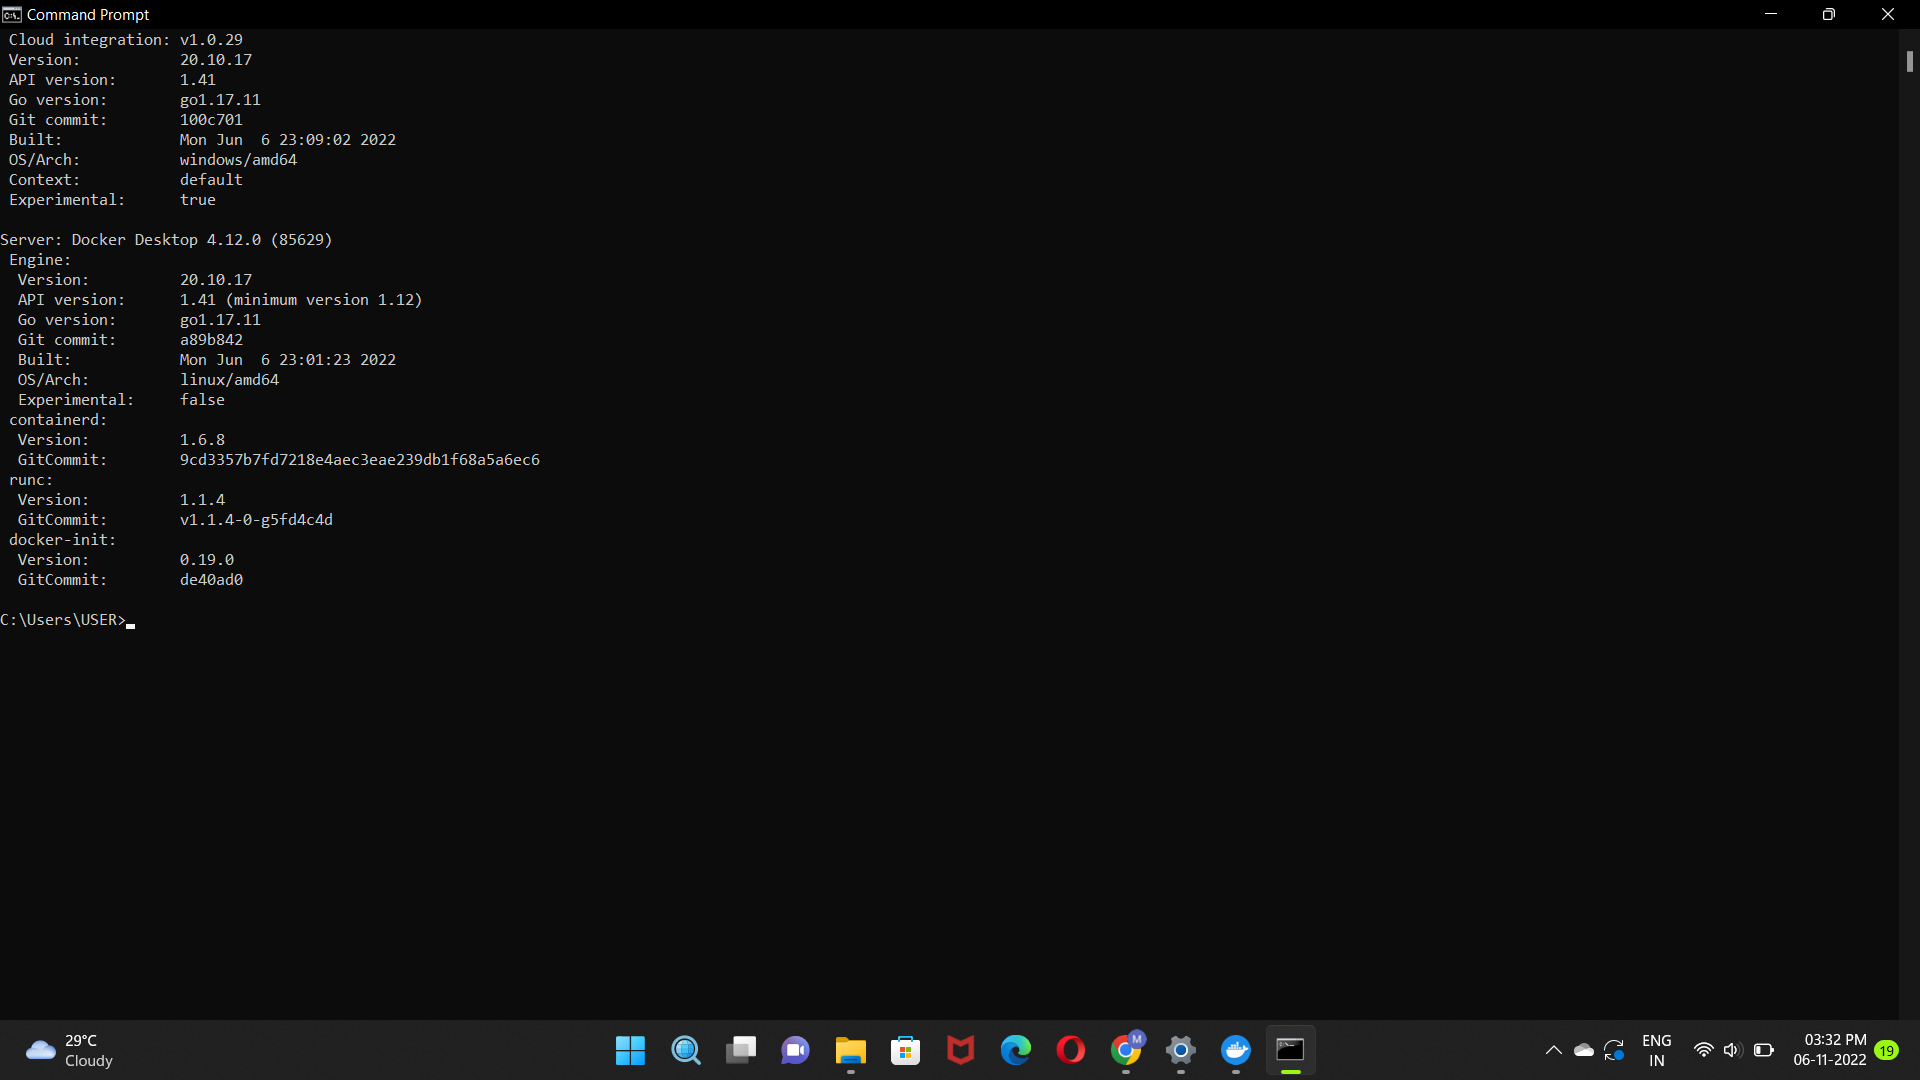 Command Prompt
Cloud integration: v1.0.29
Version: 20.10.17
API version: 1.41
Go version: go1.17.11
Git commit: 100c701
Built: Mon Jun  6 23:09:02 2022
OS/Arch: windows/amd64
Context: default
Experimental: true
Server: Docker Desktop 4.12.0 (85629)
Engine:
Version: 20.10.17
API version: 1.41 (minimum version 1.12)
Go version: go1.17.11
Git commit: a89b842
Built: Mon Jun  6 23:01:23 2022
OS/Arch: linux/amd64
Experimental: false
containerd:
Version: 1.6.8
GitCommit: 9cd3357b7fd7218e4aec3eae239db1f68a5a6ec6
runc:
Version: 1.1.4
GitCommit: v1.1.4-0-g5fd4c4d
docker-init:
Version: 0.19.0
GitCommit: de40ad0
C:\Users\USER>
29°C
Cloudy
M
ENG
IN
03:32 PM
06-11-2022
19